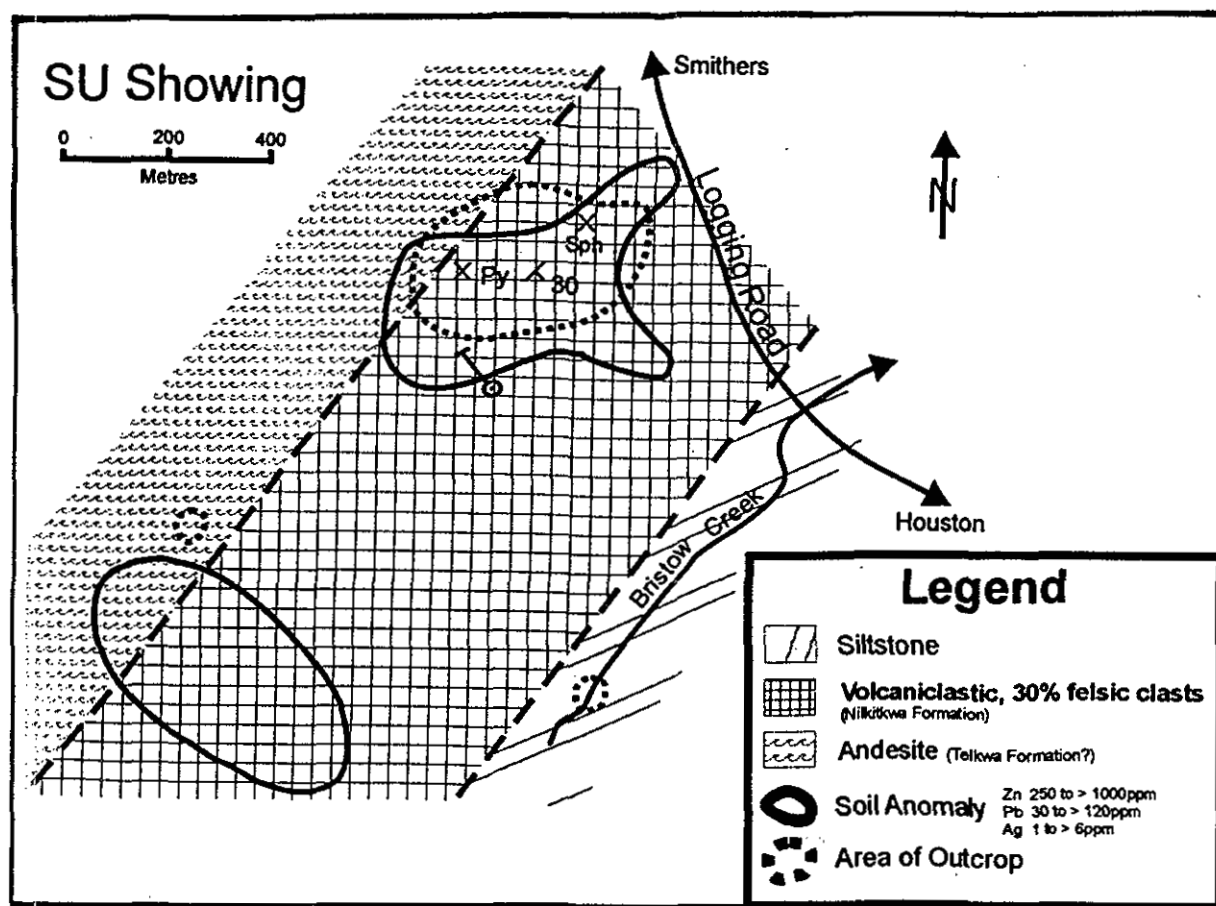 SU Showing
0 200 400
Metres
Smithers
N
Logging Road
Sph
Py
30
Bristow Creek
Houston
Legend
Siltstone
Volcaniclastic, 30% felsic clasts
(Nilkitkwa Formation)
Andesite (Telkwa Formation?)
Soil Anomaly
Zn 250 to > 1000ppm
Pb 30 to > 120ppm
Ag 1 to > 6ppm
Area of Outcrop